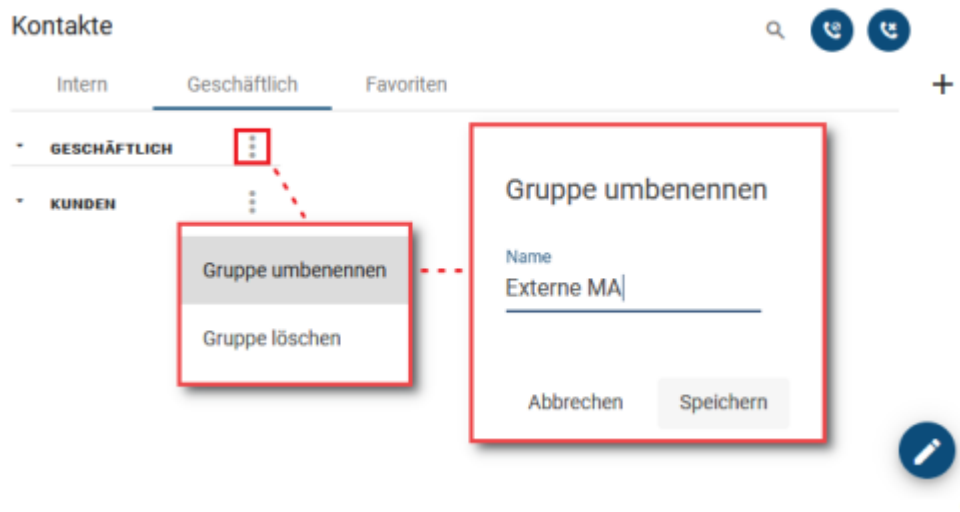 Kontakte
Intern Geschäftlich Favoriten
GESCHÄFTLICH
KUNDEN
Gruppe umbenennen
Gruppe löschen
Gruppe umbenennen
Name
Externe MA
Abbrechen Speichern